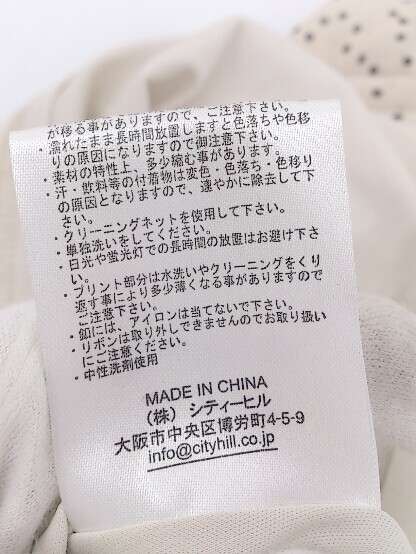 が移る事がありますので、ご注意下さい。
・濡れたまま長時間放置しますと色落ちや色移
りの原因になりますので御注意下さい。
・素材の特性上、多少縮む事があります。
・汗・飲料等の付着物は変色・色落ち・色移り
の原因となりますので、速やかに除去して下
さい。
・クリーニングネットを使用して下さい。
・単独洗いをしてください。
・日光や蛍光灯での長時間の放置はお避け下さ
い。
・プリント部分は水洗いやクリーニングをくり
返す事により多少薄くなる事がありますので
ご注意下さい。
・釦には、アイロンは当てないで下さい。
・リボンは取り外しできませんのでお取り扱い
にご注意ください。
・中性洗剤使用
MADE IN CHINA
(株) シティーヒル
大阪市中央区博労町4-5-9
info@cityhill.co.jp